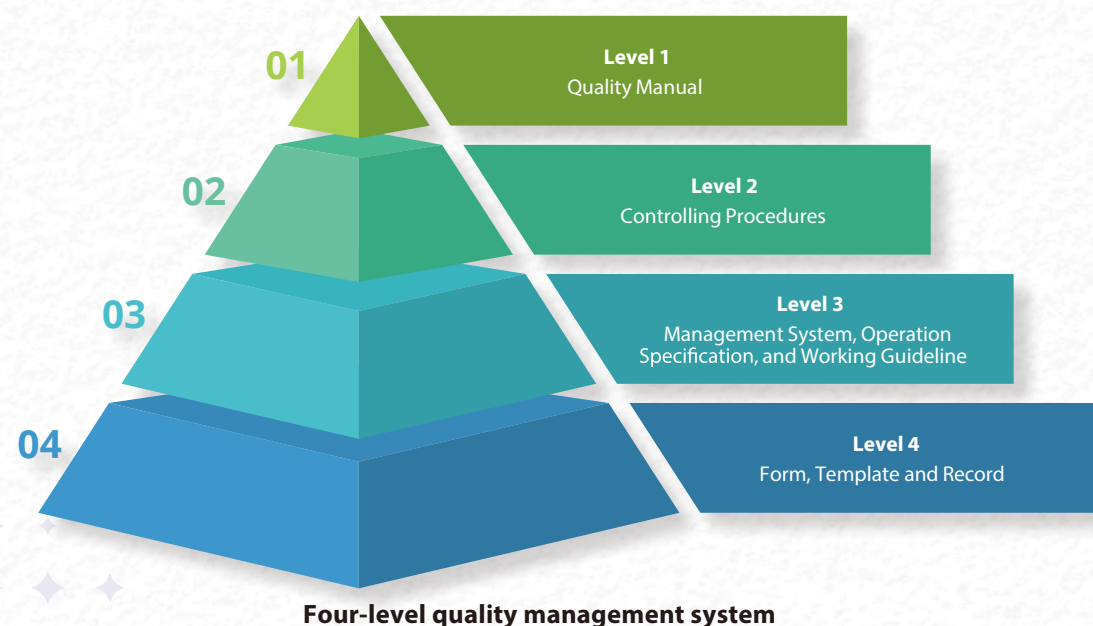 01
Level 1
Quality Manual
02
Level 2
Controlling Procedures
03
Level 3
Management System, Operation
Specification, and Working Guideline
04
Level 4
Form, Template and Record
Four-level quality management system